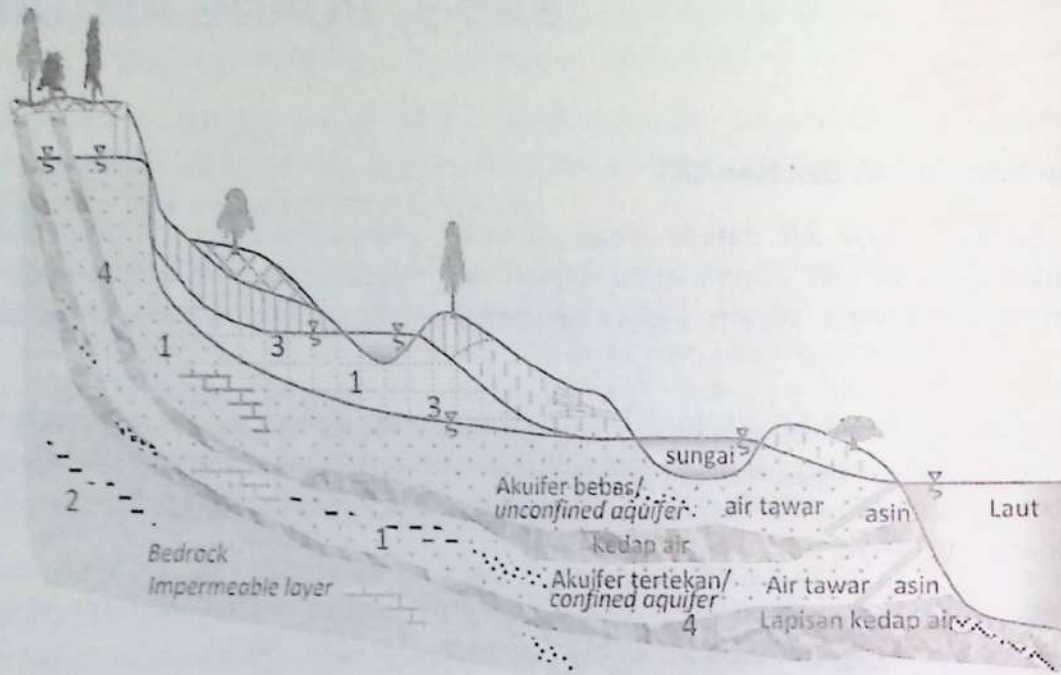 4
1
3
1
3
sungai
Akuifer bebas/
unconfined aquifer
air tawar
asin
Laut
kedap air
2
1
Bedrock
Impermeable layer
Akuifer tertekan/
confined aquifer
Air tawar
asin
4
Lapisan kedap air